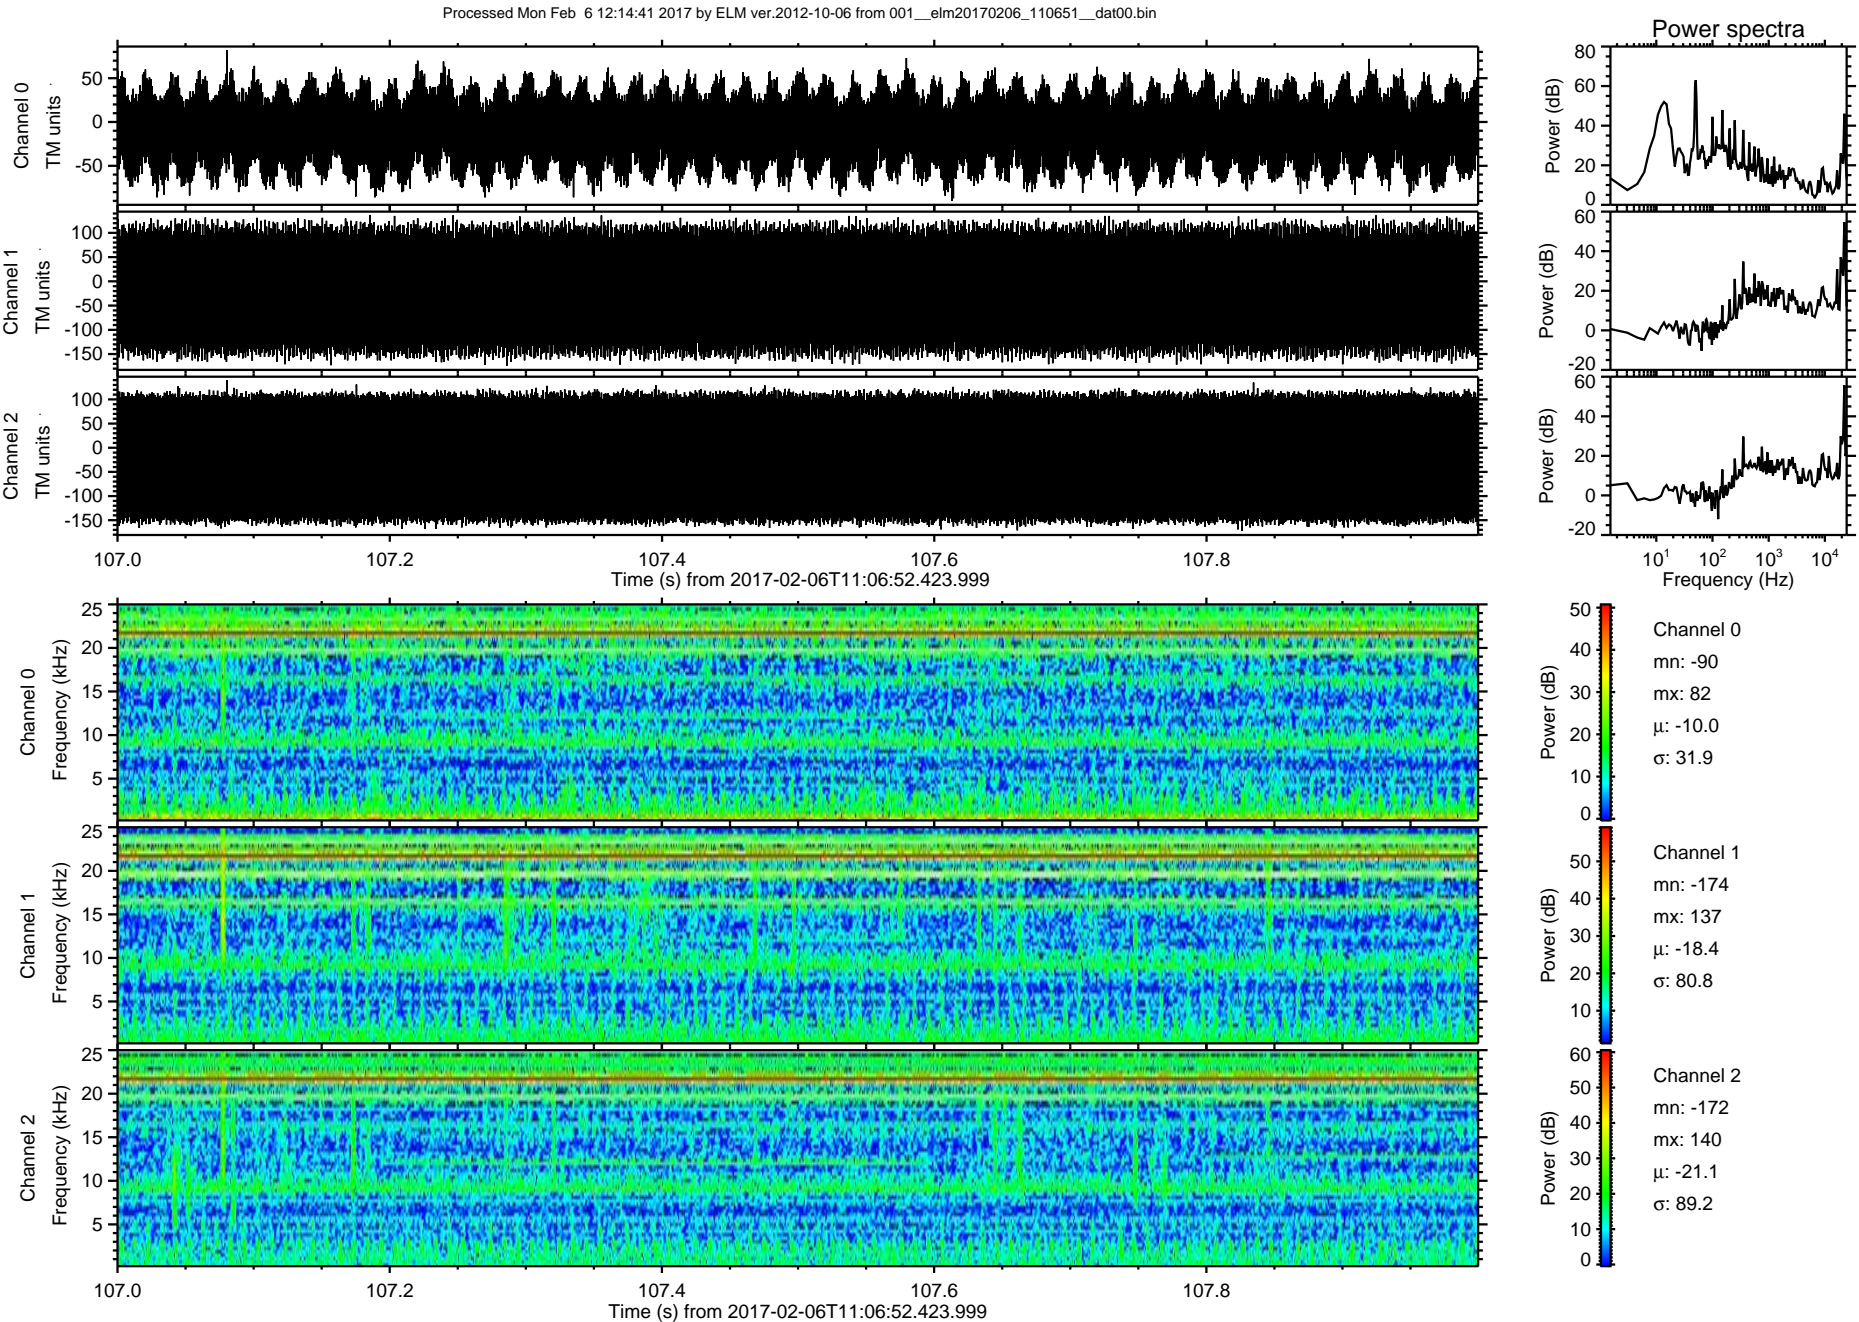 Processed Mon Feb  6 12:14:41 2017 by ELM ver.2012-10-06 from 001__elm20170206_110651__dat00.bin
Power spectra
Channel 0
TM units
50
0
-50
Power (dB)
80
60
40
20
0
Channel 1
TM units
100
50
0
-50
-100
-150
Power (dB)
60
40
20
0
-20
Channel 2
TM units
100
50
0
-50
-100
-150
Power (dB)
60
40
20
0
-20
107.0 107.2 107.4 107.6 107.8
Time (s) from 2017-02-06T11:06:52.423.999
10¹ 10² 10³ 10⁴
Frequency (Hz)
Channel 0
Frequency (kHz)
25
20
15
10
5
Power (dB)
50
40
30
20
10
0
Channel 0
mn: -90
mx: 82
µ: -10.0
σ: 31.9
Channel 1
Frequency (kHz)
25
20
15
10
5
Power (dB)
50
40
30
20
10
Channel 1
mn: -174
mx: 137
µ: -18.4
σ: 80.8
Channel 2
Frequency (kHz)
25
20
15
10
5
Power (dB)
60
50
40
30
20
10
0
Channel 2
mn: -172
mx: 140
µ: -21.1
σ: 89.2
107.0 107.2 107.4 107.6 107.8
Time (s) from 2017-02-06T11:06:52.423.999